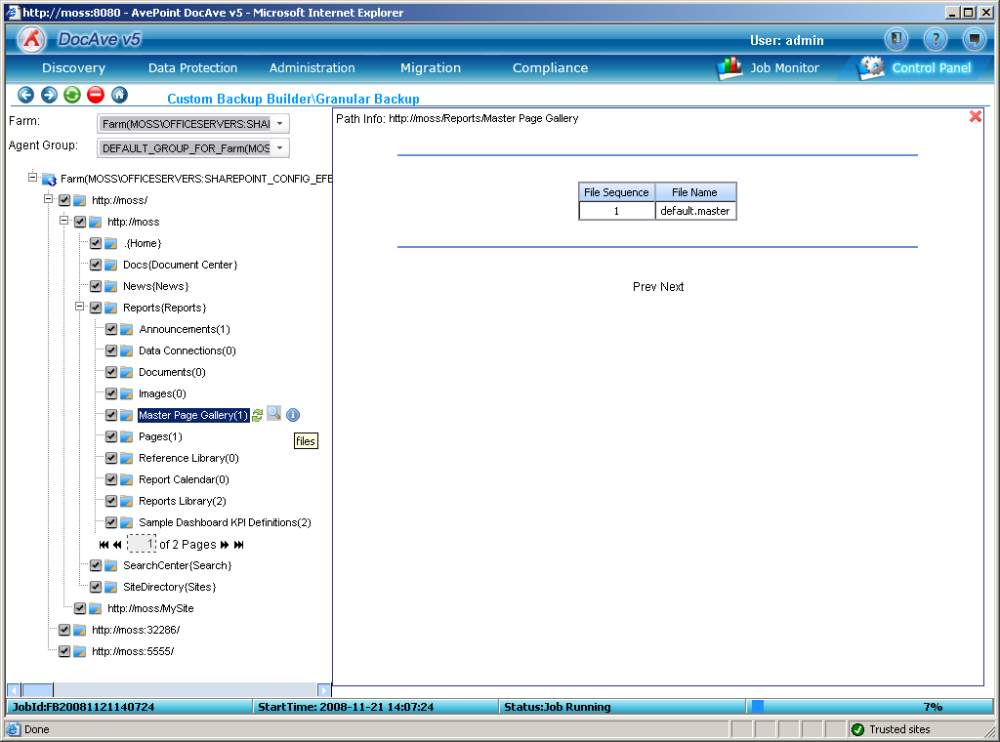 http://moss:8080 - AvePoint DocAve v5 - Microsoft Internet Explorer
DocAve v5
User: admin
Discovery Data Protection Administration Migration Compliance Job Monitor Control Panel
Custom Backup Builder\Granular Backup
Farm: Farm(MOSS\OFFICESERVERS:SHAI
Agent Group: DEFAULT_GROUP_FOR_Farm(MOS
Farm(MOSS\OFFICESERVERS:SHAREPOINT_CONFIG_EFE
http://moss/
http://moss
.{Home}
Docs{Document Center}
News{News}
Reports{Reports}
Announcements(1)
Data Connections(0)
Documents(0)
Images(0)
Master Page Gallery(1)
files
Pages(1)
Reference Library(0)
Report Calendar(0)
Reports Library(2)
Sample Dashboard KPI Definitions(2)
1 of 2 Pages
SearchCenter{Search}
SiteDirectory{Sites}
http://moss/MySite
http://moss:32286/
http://moss:5555/
Path Info: http://moss/Reports/Master Page Gallery
File Sequence File Name
1 default.master
Prev Next
JobId:FB20081121140724 StartTime: 2008-11-21 14:07:24 Status:Job Running 7%
Done Trusted sites